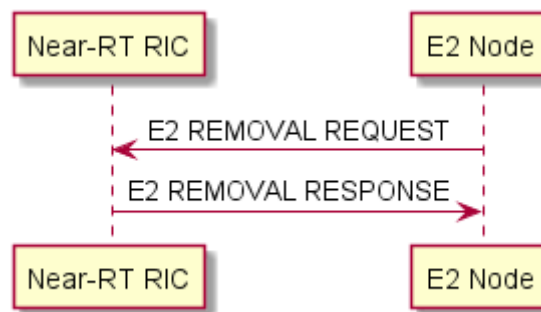 Near-RT RIC
E2 Node
E2 REMOVAL REQUEST
E2 REMOVAL RESPONSE
Near-RT RIC
E2 Node